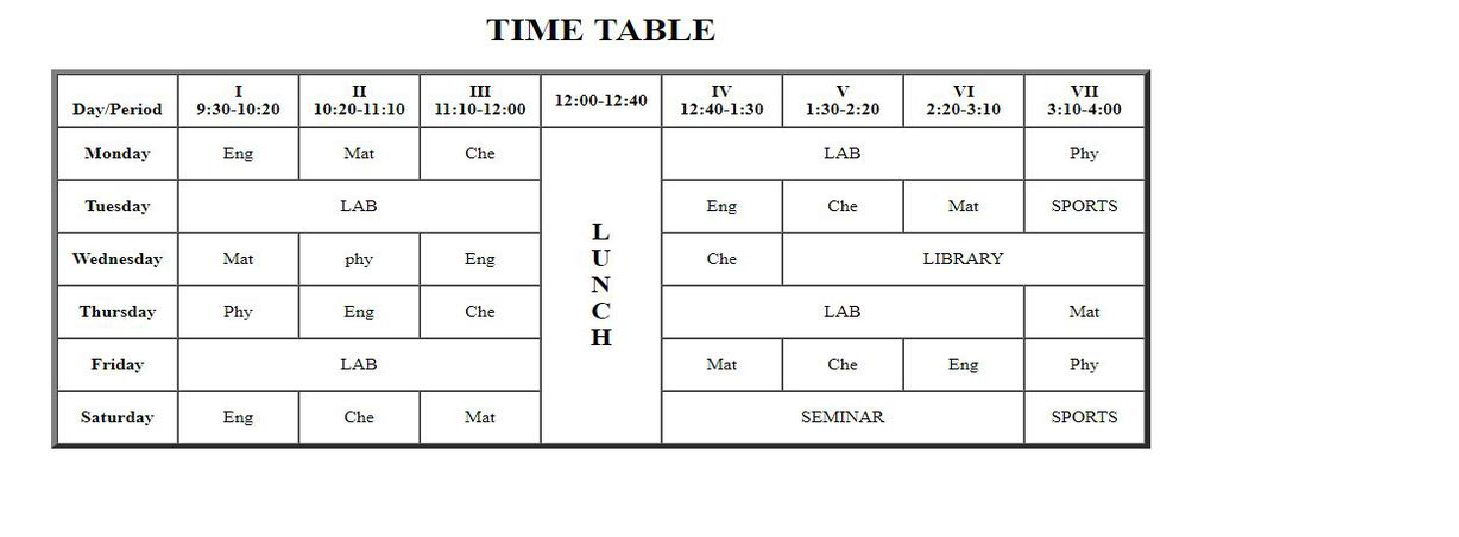 TIME TABLE
Day/Period I 9:30-10:20 II 10:20-11:10 III 11:10-12:00 12:00-12:40 IV 12:40-1:30 V 1:30-2:20 VI 2:20-3:10 VII 3:10-4:00
Monday Eng Mat Che LAB Phy
Tuesday LAB Eng Che Mat SPORTS
Wednesday Mat phy Eng Che LIBRARY
Thursday Phy Eng Che LAB Mat
Friday LAB Mat Che Eng Phy
Saturday Eng Che Mat SEMINAR SPORTS
L
U
N
C
H